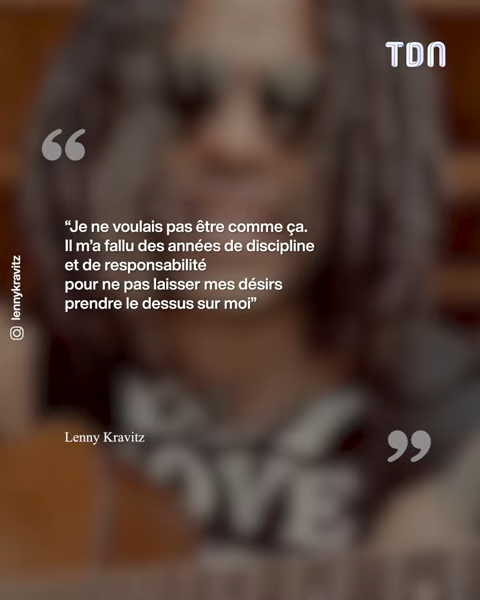 TDN
“Je ne voulais pas être comme ça.
Il m’a fallu des années de discipline
et de responsabilité
pour ne pas laisser mes désirs
prendre le dessus sur moi”
lennykravitz
Lenny Kravitz